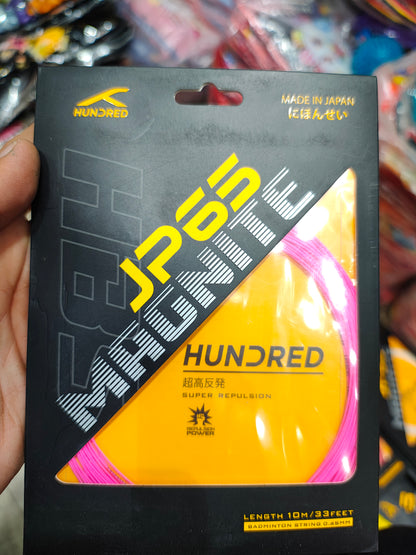 HUNDRED
MADE IN JAPAN
にほんせい
JP65
MAGNITE
HUNDRED
超高反発
SUPER REPULSION
REPULSION
POWER
LENGTH 10M/33FEET
BADMINTON STRING 0.65MM